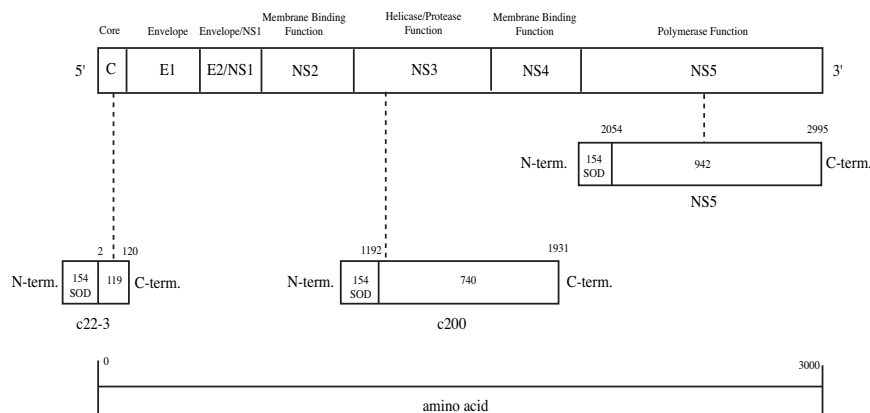 Core Envelope Envelope/NS1 Membrane Binding Function Helicase/Protease Function Membrane Binding Function Polymerase Function
5' C E1 E2/NS1 NS2 NS3 NS4 NS5 3'
2054 2995
N-term. 154 SOD 942 C-term.
NS5
2 120 1192 1931
N-term. 154 SOD 119 C-term. N-term. 154 SOD 740 C-term.
c22-3 c200
0 3000
amino acid